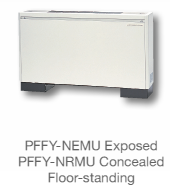 PFFY-NEMU Exposed
PFFY-NRMU Concealed
Floor-standing